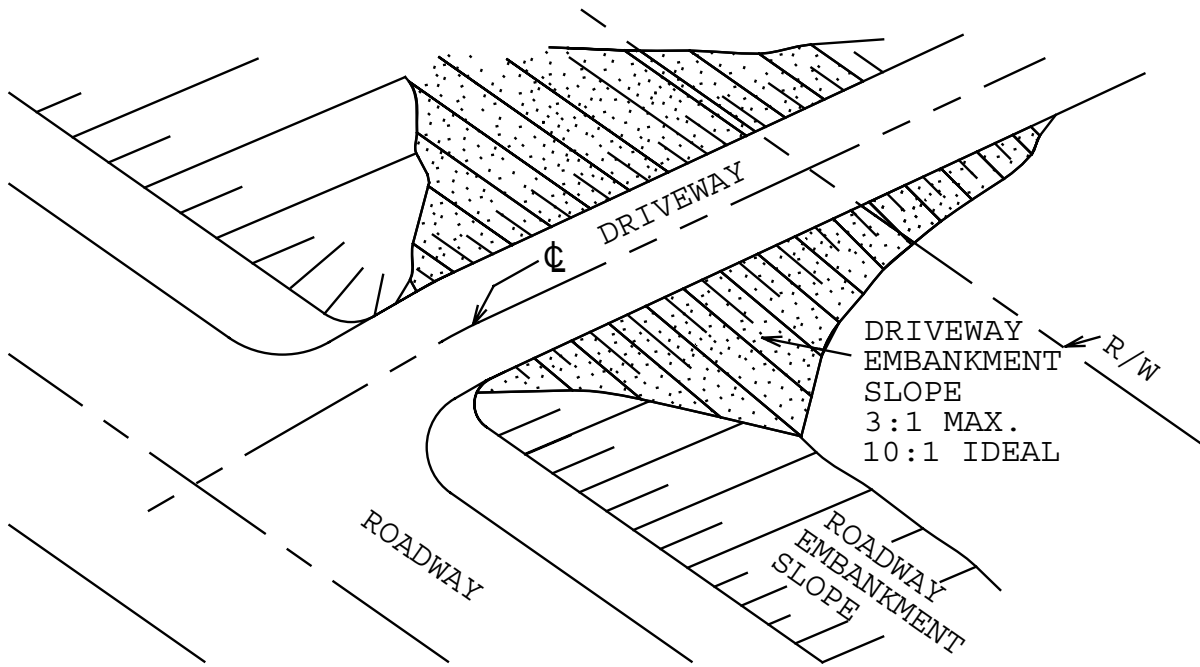 DRIVEWAY
℄
DRIVEWAY
EMBANKMENT
SLOPE
3:1 MAX.
10:1 IDEAL
R/W
ROADWAY
ROADWAY
EMBANKMENT
SLOPE